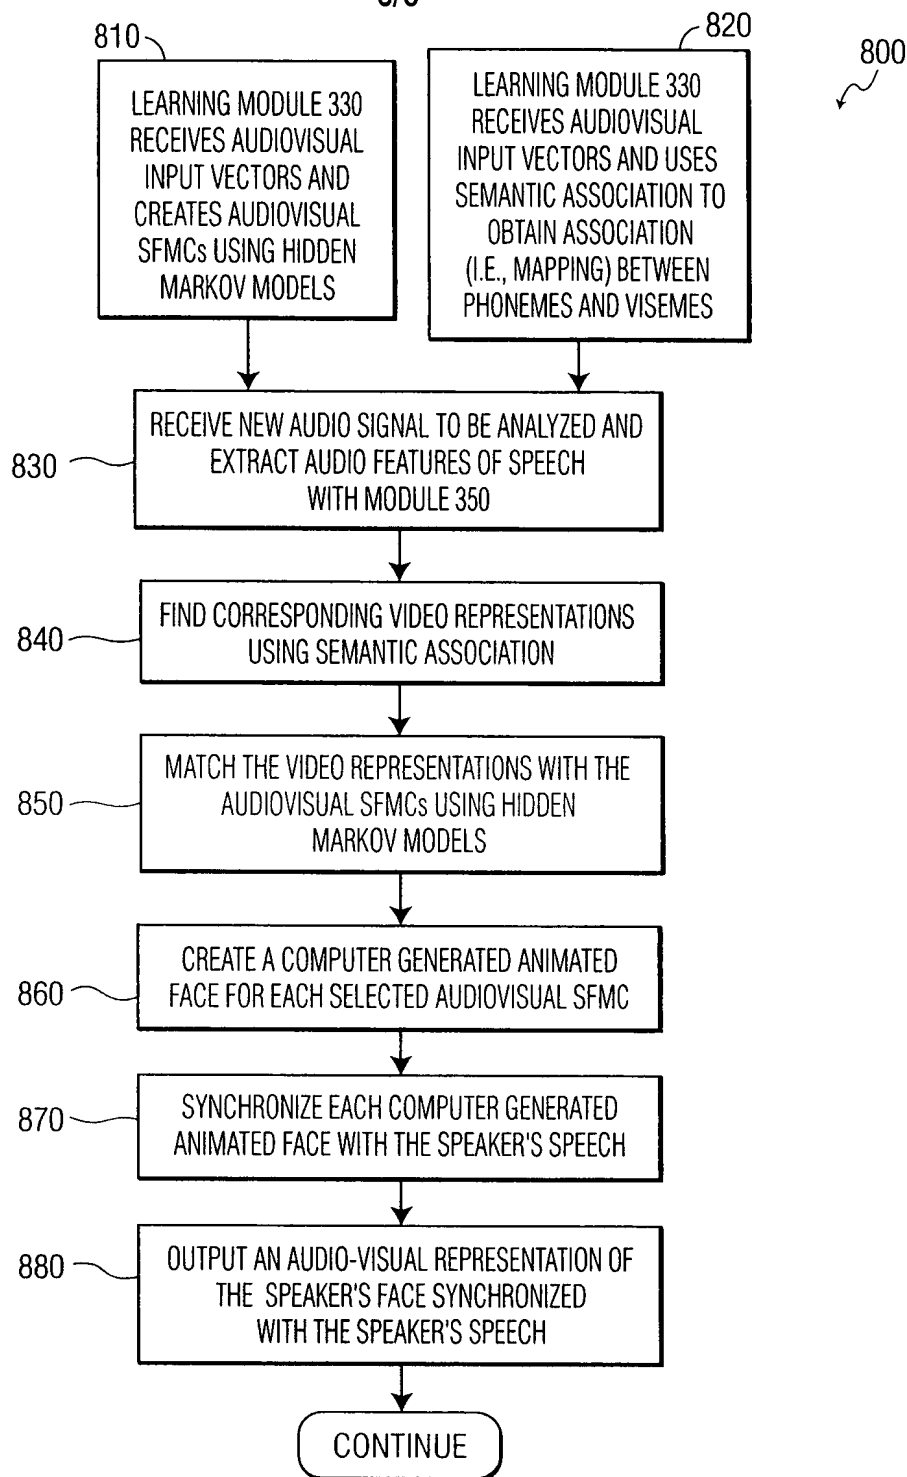 810
820
800
LEARNING MODULE 330
RECEIVES AUDIOVISUAL
INPUT VECTORS AND
CREATES AUDIOVISUAL
SFMCs USING HIDDEN
MARKOV MODELS
LEARNING MODULE 330
RECEIVES AUDIOVISUAL
INPUT VECTORS AND USES
SEMANTIC ASSOCIATION TO
OBTAIN ASSOCIATION
(I.E., MAPPING) BETWEEN
PHONEMES AND VISEMES
830
RECEIVE NEW AUDIO SIGNAL TO BE ANALYZED AND
EXTRACT AUDIO FEATURES OF SPEECH
WITH MODULE 350
840
FIND CORRESPONDING VIDEO REPRESENTATIONS
USING SEMANTIC ASSOCIATION
850
MATCH THE VIDEO REPRESENTATIONS WITH THE
AUDIOVISUAL SFMCs USING HIDDEN
MARKOV MODELS
860
CREATE A COMPUTER GENERATED ANIMATED
FACE FOR EACH SELECTED AUDIOVISUAL SFMC
870
SYNCHRONIZE EACH COMPUTER GENERATED
ANIMATED FACE WITH THE SPEAKER'S SPEECH
880
OUTPUT AN AUDIO-VISUAL REPRESENTATION OF
THE SPEAKER'S FACE SYNCHRONIZED
WITH THE SPEAKER'S SPEECH
CONTINUE